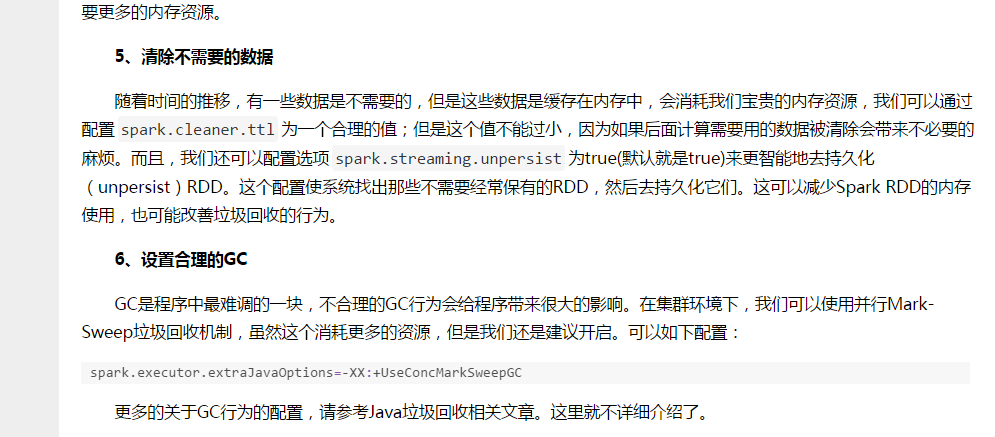 要更多的内存资源。
5、清除不需要的数据
随着时间的推移，有一些数据是不需要的，但是这些数据是缓存在内存中，会消耗我们宝贵的内存资源，我们可以通过
配置 spark.cleaner.ttl 为一个合理的值；但是这个值不能过小，因为如果后面计算需要用的数据被清除会带来不必要的
麻烦。而且，我们还可以配置选项 spark.streaming.unpersist 为true(默认就是true)来更智能地去持久化
（unpersist）RDD。这个配置使系统找出那些不需要经常保有的RDD，然后去持久化它们。这可以减少Spark RDD的内存
使用，也可能改善垃圾回收的行为。
6、设置合理的GC
GC是程序中最难调的一块，不合理的GC行为会给程序带来很大的影响。在集群环境下，我们可以使用并行Mark-
Sweep垃圾回收机制，虽然这个消耗更多的资源，但是我们还是建议开启。可以如下配置：
spark.executor.extraJavaOptions=-XX:+UseConcMarkSweepGC
更多的关于GC行为的配置，请参考Java垃圾回收相关文章。这里就不详细介绍了。